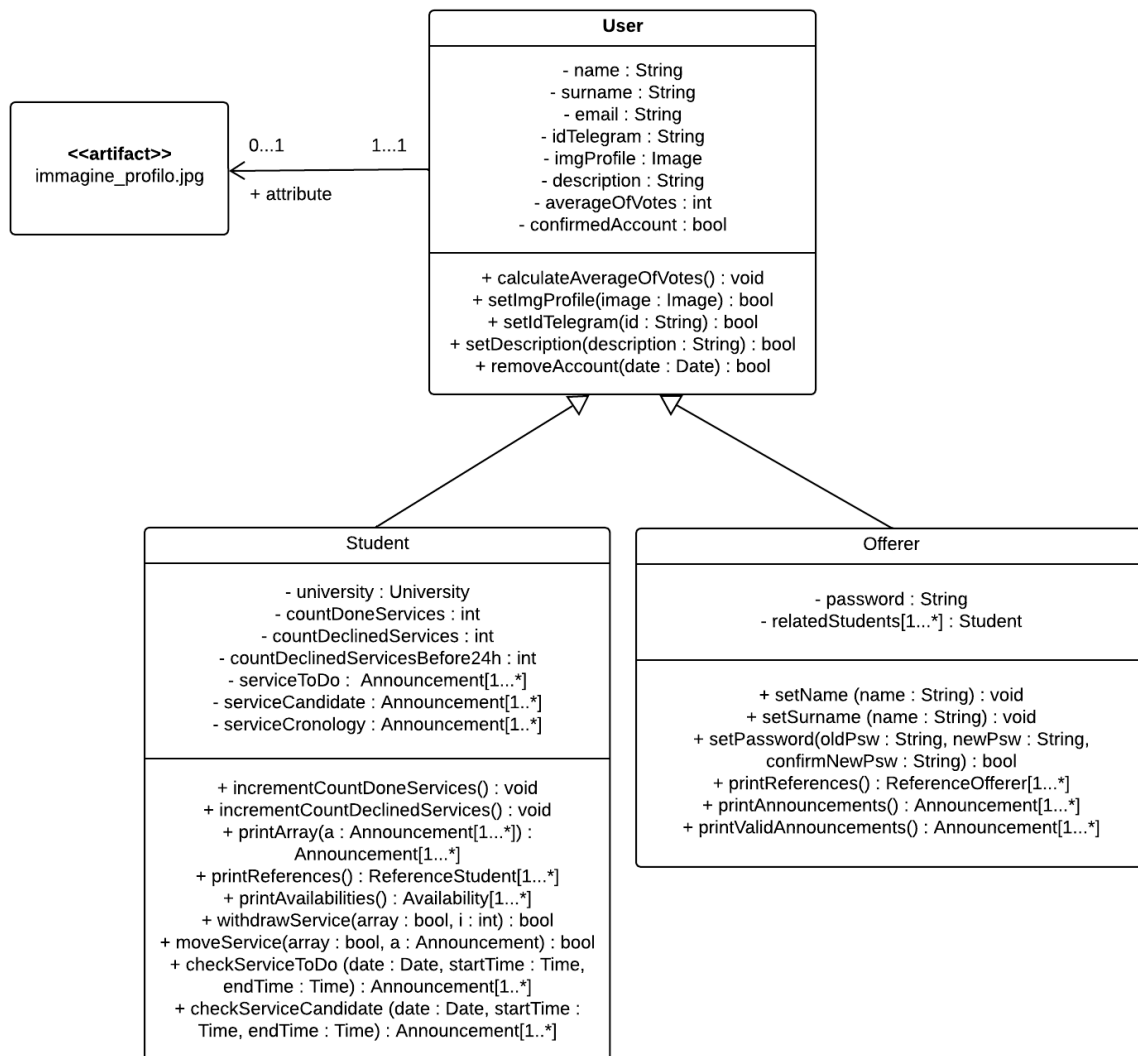 User
- name : String
- surname : String
- email : String
- idTelegram : String
- imgProfile : Image
- description : String
- averageOfVotes : int
- confirmedAccount : bool
+ calculateAverageOfVotes() : void
+ setImgProfile(image : Image) : bool
+ setIdTelegram(id : String) : bool
+ setDescription(description : String) : bool
+ removeAccount(date : Date) : bool
<<artifact>>
immagine_profilo.jpg
0...1
1...1
+ attribute
Student
- university : University
- countDoneServices : int
- countDeclinedServices : int
- countDeclinedServicesBefore24h : int
- serviceToDo : Announcement[1...*]
- serviceCandidate : Announcement[1..*]
- serviceCronology : Announcement[1...*]
+ incrementCountDoneServices() : void
+ incrementCountDeclinedServices() : void
+ printArray(a : Announcement[1...*]) :
Announcement[1...*]
+ printReferences() : ReferenceStudent[1...*]
+ printAvailabilities() : Availability[1...*]
+ withdrawService(array : bool, i : int) : bool
+ moveService(array : bool, a : Announcement) : bool
+ checkServiceToDo (date : Date, startTime : Time,
endTime : Time) : Announcement[1...*]
+ checkServiceCandidate (date : Date, startTime :
Time, endTime : Time) : Announcement[1..*]
Offerer
- password : String
- relatedStudents[1...*] : Student
+ setName (name : String) : void
+ setSurname (name : String) : void
+ setPassword(oldPsw : String, newPsw : String,
confirmNewPsw : String) : bool
+ printReferences() : ReferenceOfferer[1...*]
+ printAnnouncements() : Announcement[1...*]
+ printValidAnnouncements() : Announcement[1...*]